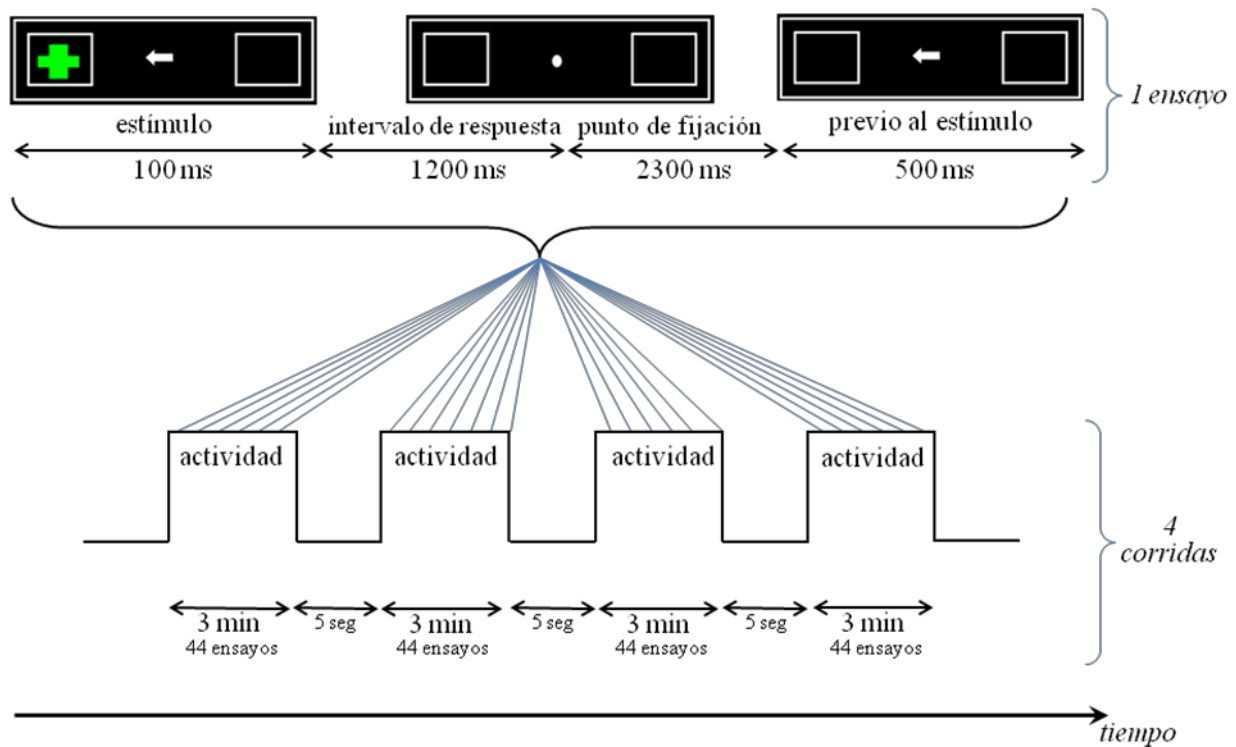 estímulo
intervalo de respuesta
punto de fijación
previo al estímulo
1 ensayo
100 ms
1200 ms
2300 ms
500 ms
actividad
actividad
actividad
actividad
4
corridas
3 min
5 seg
3 min
5 seg
3 min
5 seg
3 min
44 ensayos
44 ensayos
44 ensayos
44 ensayos
tiempo